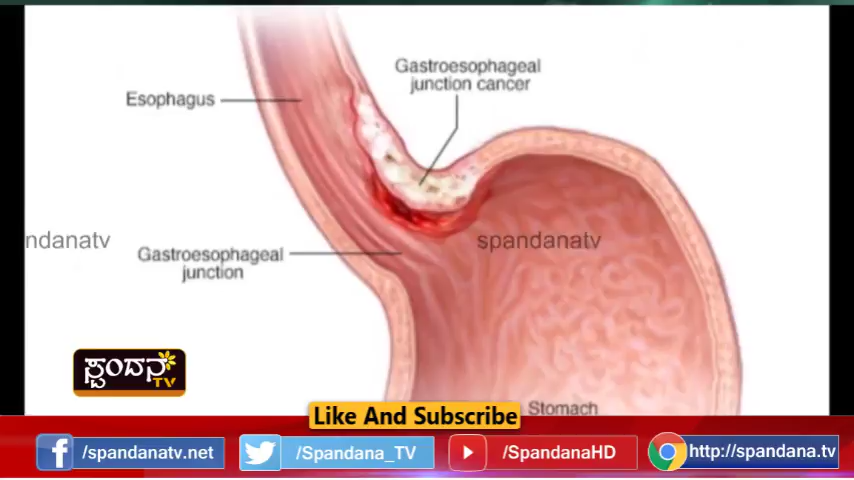 Gastroesophageal
junction cancer
Esophagus
ndanatv
spandanatv
Gastroesophageal
junction
ಸ್ಪಂದನ
TV
Stomach
Like And Subscribe
/spandanatv.net
/Spandana_TV
/SpandanaHD
http://spandana.tv